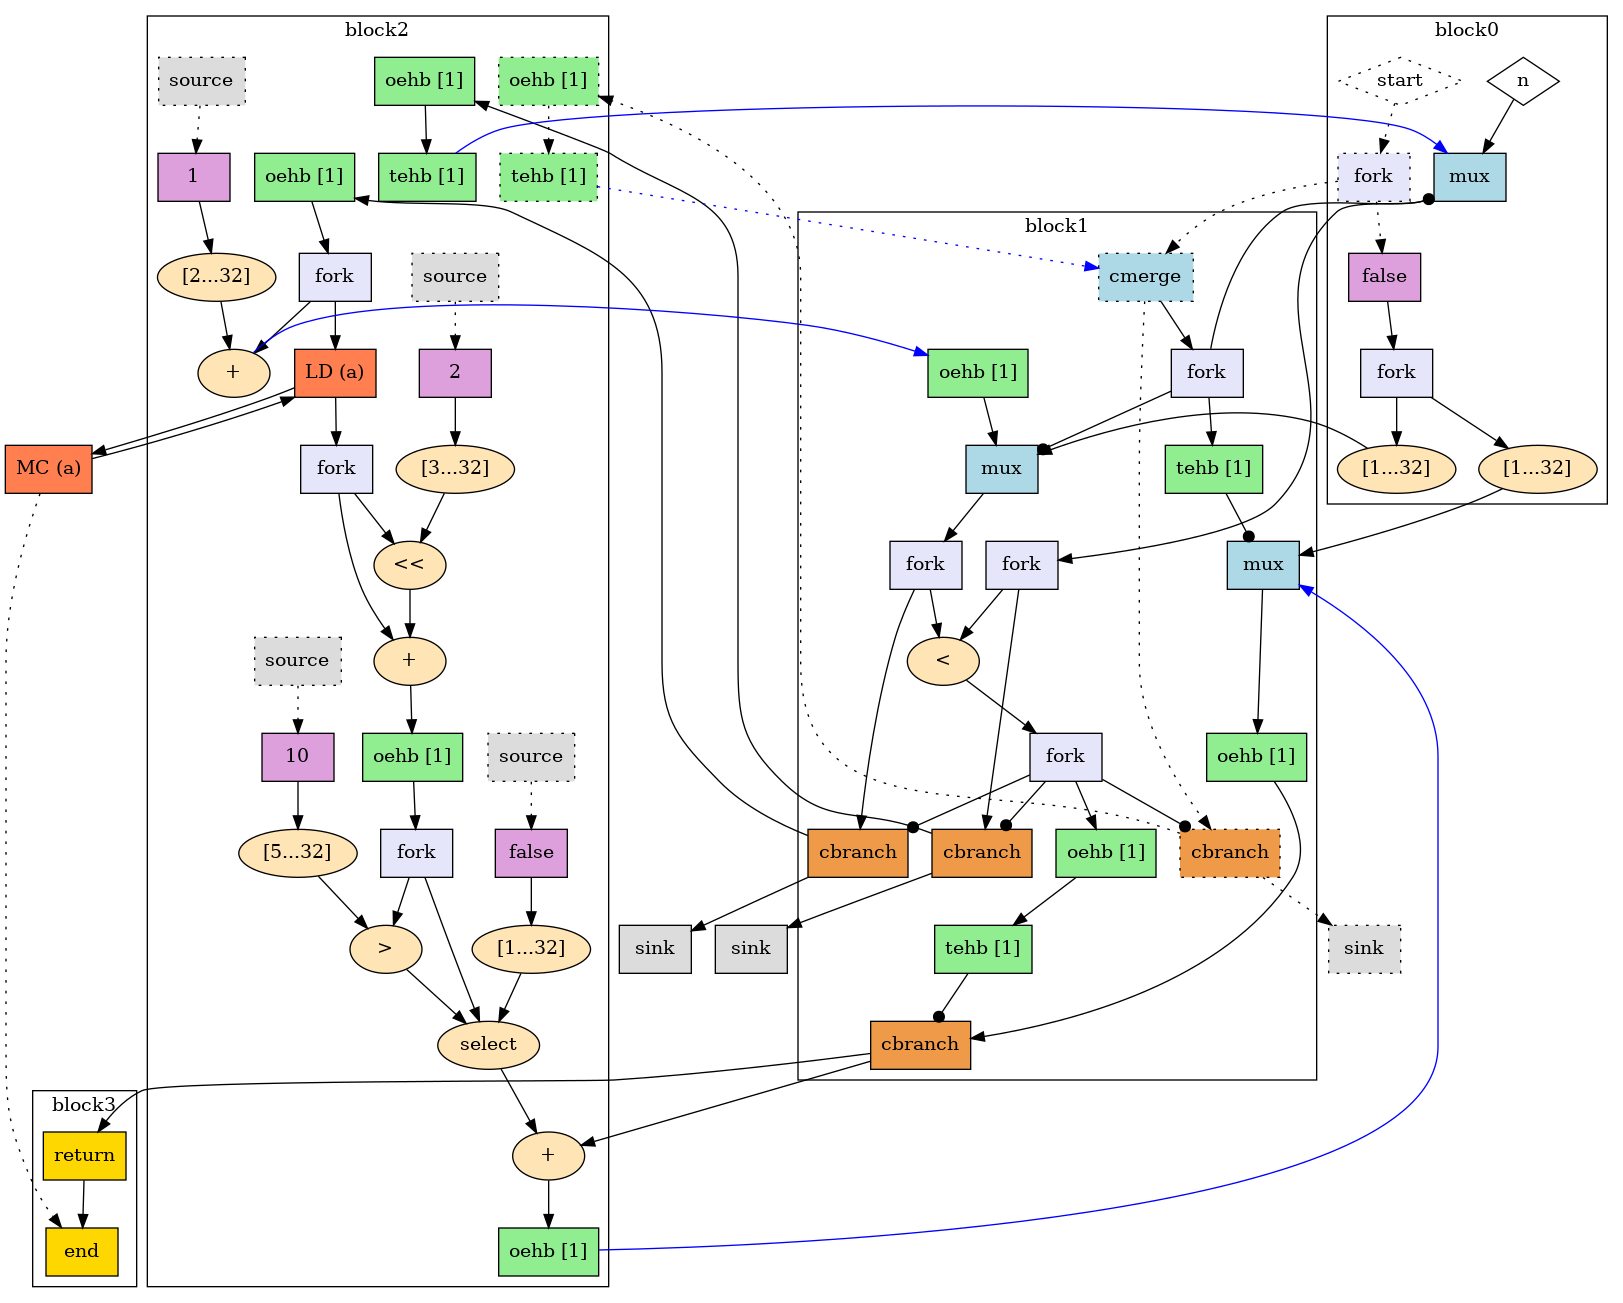 block2
block0
source
oehb [1]
oehb [1]
start
n
1
oehb [1]
tehb [1]
tehb [1]
fork
mux
block1
[2...32]
fork
source
cmerge
false
+
LD (a)
2
oehb [1]
fork
fork
MC (a)
fork
[3...32]
mux
tehb [1]
[1...32]
[1...32]
<<
fork
fork
mux
source
+
<
10
oehb [1]
source
fork
oehb [1]
[5...32]
fork
false
cbranch
cbranch
oehb [1]
cbranch
>
[1...32]
sink
sink
tehb [1]
sink
select
cbranch
block3
return
+
end
oehb [1]